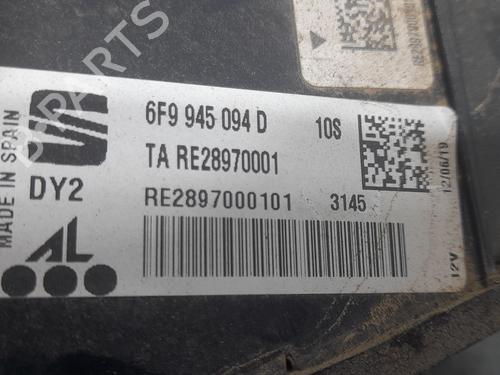 MADE IN SPAIN
DY2
AL
6F9 945 094 D 10S
TA RE28970001
RE2897000101 3145
12/06/19
12V
B-PARTS